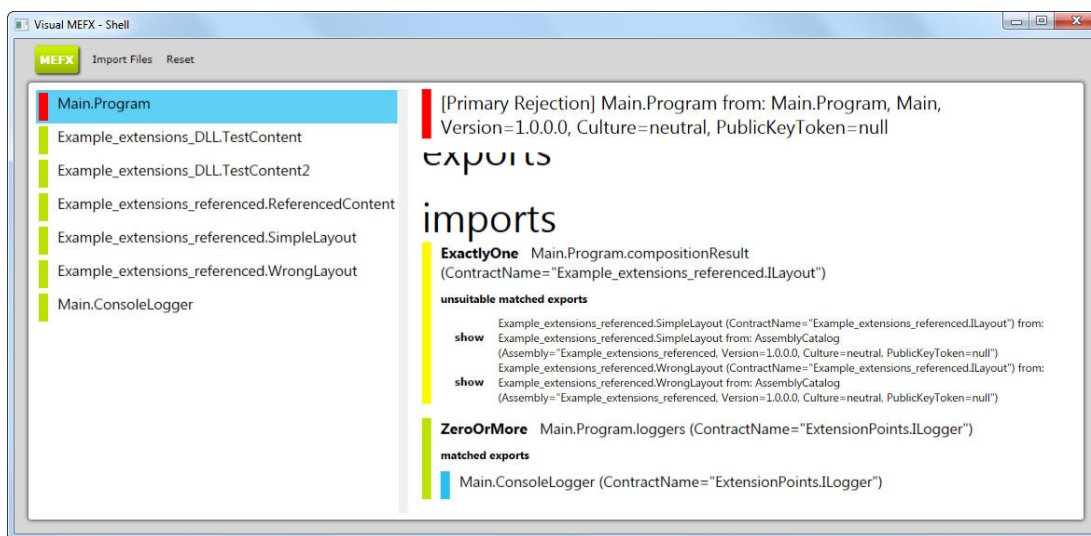 Visual MEFX - Shell
MEFX Import Files Reset
Main.Program
Example_extensions_DLL.TestContent
Example_extensions_DLL.TestContent2
Example_extensions_referenced.ReferencedContent
Example_extensions_referenced.SimpleLayout
Example_extensions_referenced.WrongLayout
Main.ConsoleLogger
[Primary Rejection] Main.Program from: Main.Program, Main,
Version=1.0.0.0, Culture=neutral, PublicKeyToken=null
exports
imports
ExactlyOne Main.Program.compositionResult
(ContractName="Example_extensions_referenced.ILayout")
unsuitable matched exports
Example_extensions_referenced.SimpleLayout (ContractName="Example_extensions_referenced.ILayout") from:
show Example_extensions_referenced.SimpleLayout from: AssemblyCatalog
(Assembly="Example_extensions_referenced, Version=1.0.0.0, Culture=neutral, PublicKeyToken=null")
Example_extensions_referenced.WrongLayout (ContractName="Example_extensions_referenced.ILayout") from:
show Example_extensions_referenced.WrongLayout from: AssemblyCatalog
(Assembly="Example_extensions_referenced, Version=1.0.0.0, Culture=neutral, PublicKeyToken=null")
ZeroOrMore Main.Program.loggers (ContractName="ExtensionPoints.ILogger")
matched exports
Main.ConsoleLogger (ContractName="ExtensionPoints.ILogger")